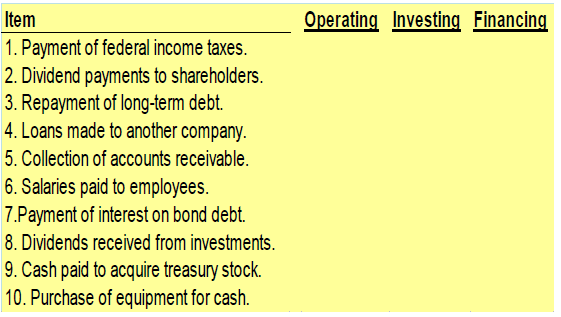 Item Operating Investing Financing
1. Payment of federal income taxes.
2. Dividend payments to shareholders.
3. Repayment of long-term debt.
4. Loans made to another company.
5. Collection of accounts receivable.
6. Salaries paid to employees.
7.Payment of interest on bond debt.
8. Dividends received from investments.
9. Cash paid to acquire treasury stock.
10. Purchase of equipment for cash.